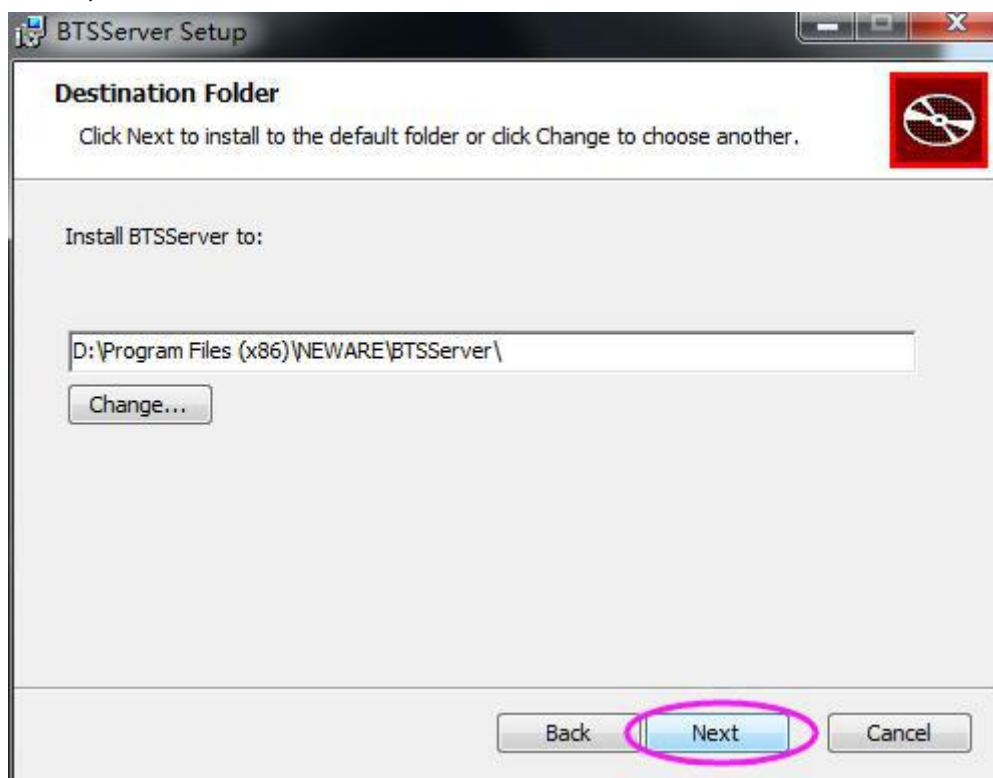 BTSServer Setup
Destination Folder
Click Next to install to the default folder or click Change to choose another.
Install BTSServer to:
D:\Program Files (x86)\NEWARE\BTSServer\
Change...
Back Next Cancel